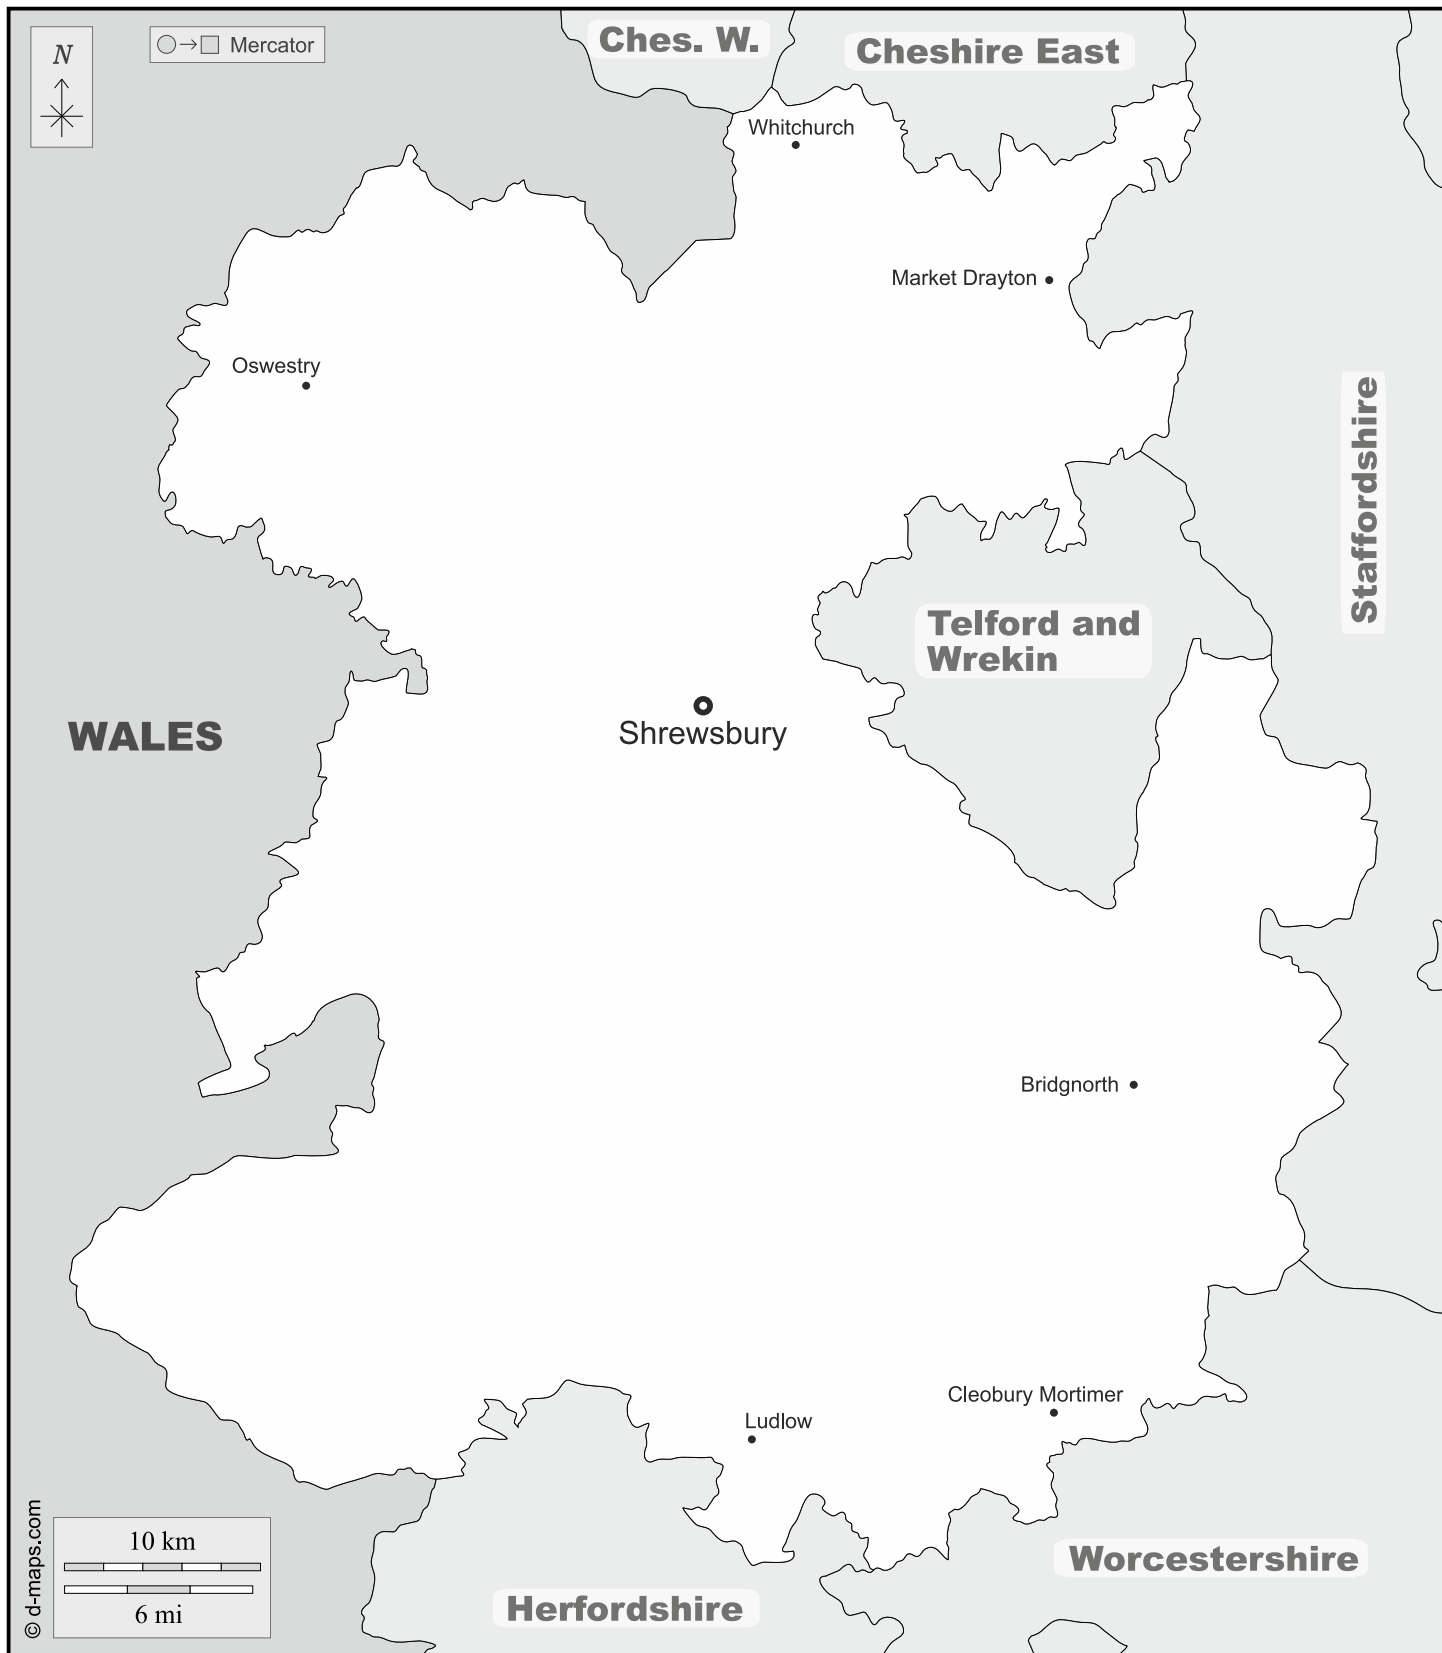 N
Mercator
Ches. W.
Cheshire East
Whitchurch
Market Drayton
Oswestry
Staffordshire
Telford and
Wrekin
WALES
Shrewsbury
Bridgnorth
Cleobury Mortimer
Ludlow
Worcestershire
Herfordshire
10 km
6 mi
© d-maps.com